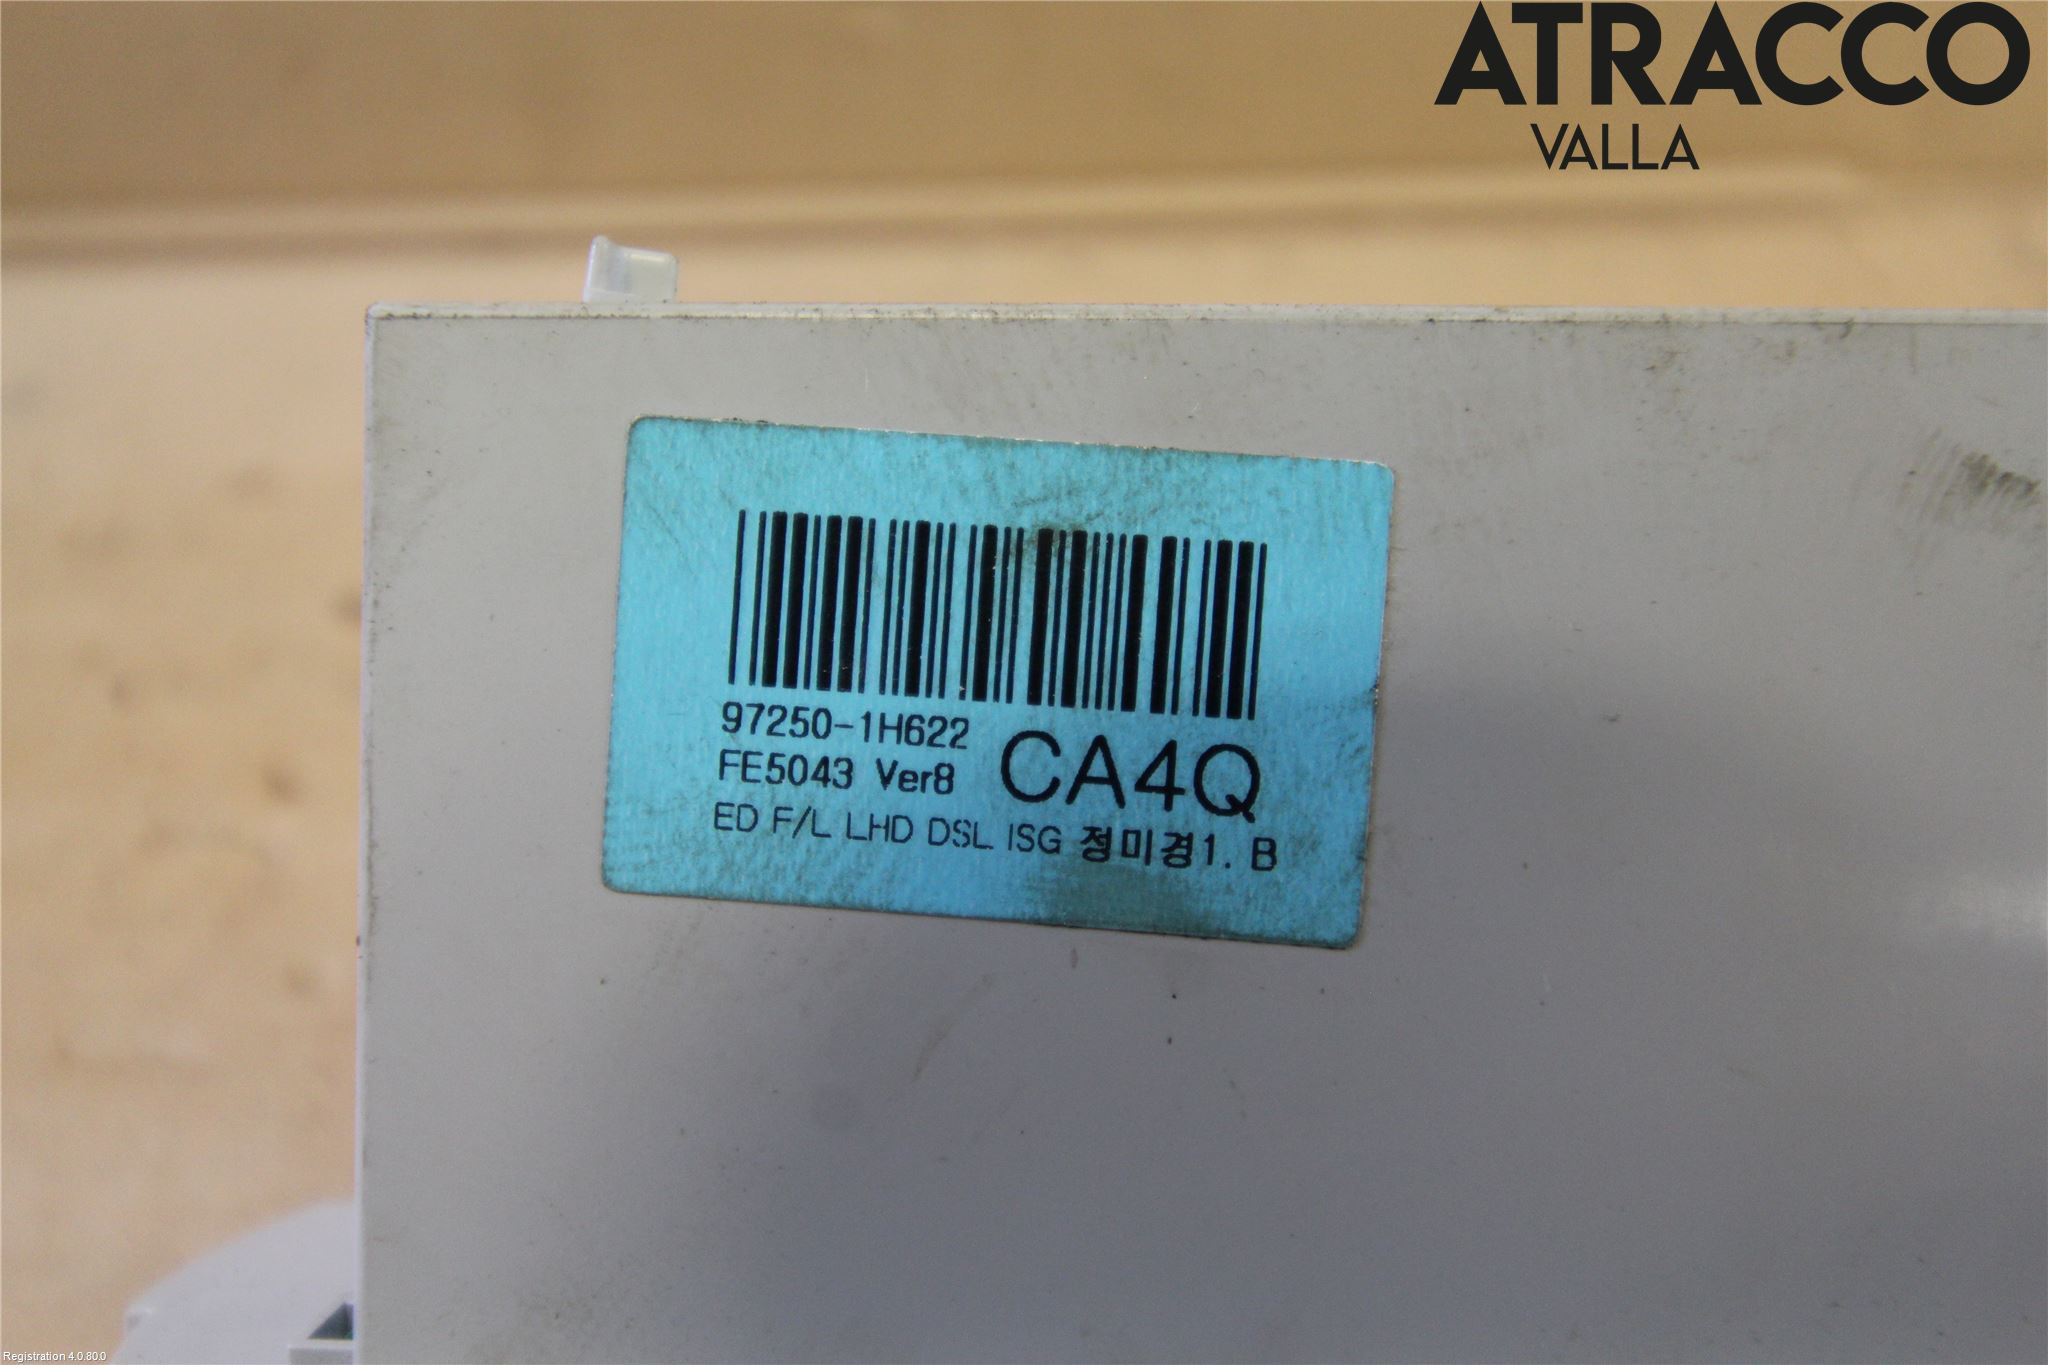 ATRACCO
VALLA
97250-1H622
FE5043 Ver8 CA4Q
ED F/L LHD DSL ISG 정미경1. B
Registration 4.0.80.0